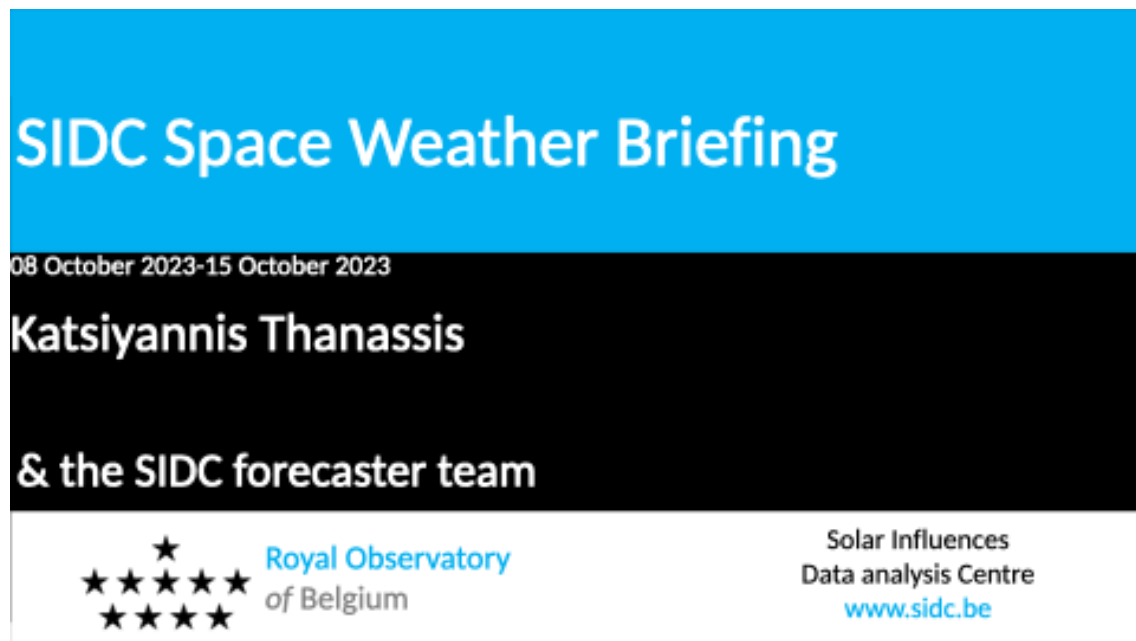 SIDC Space Weather Briefing
08 October 2023-15 October 2023
Katsiyannis Thanassis
& the SIDC forecaster team
Royal Observatory
of Belgium
Solar Influences
Data analysis Centre
www.sidc.be